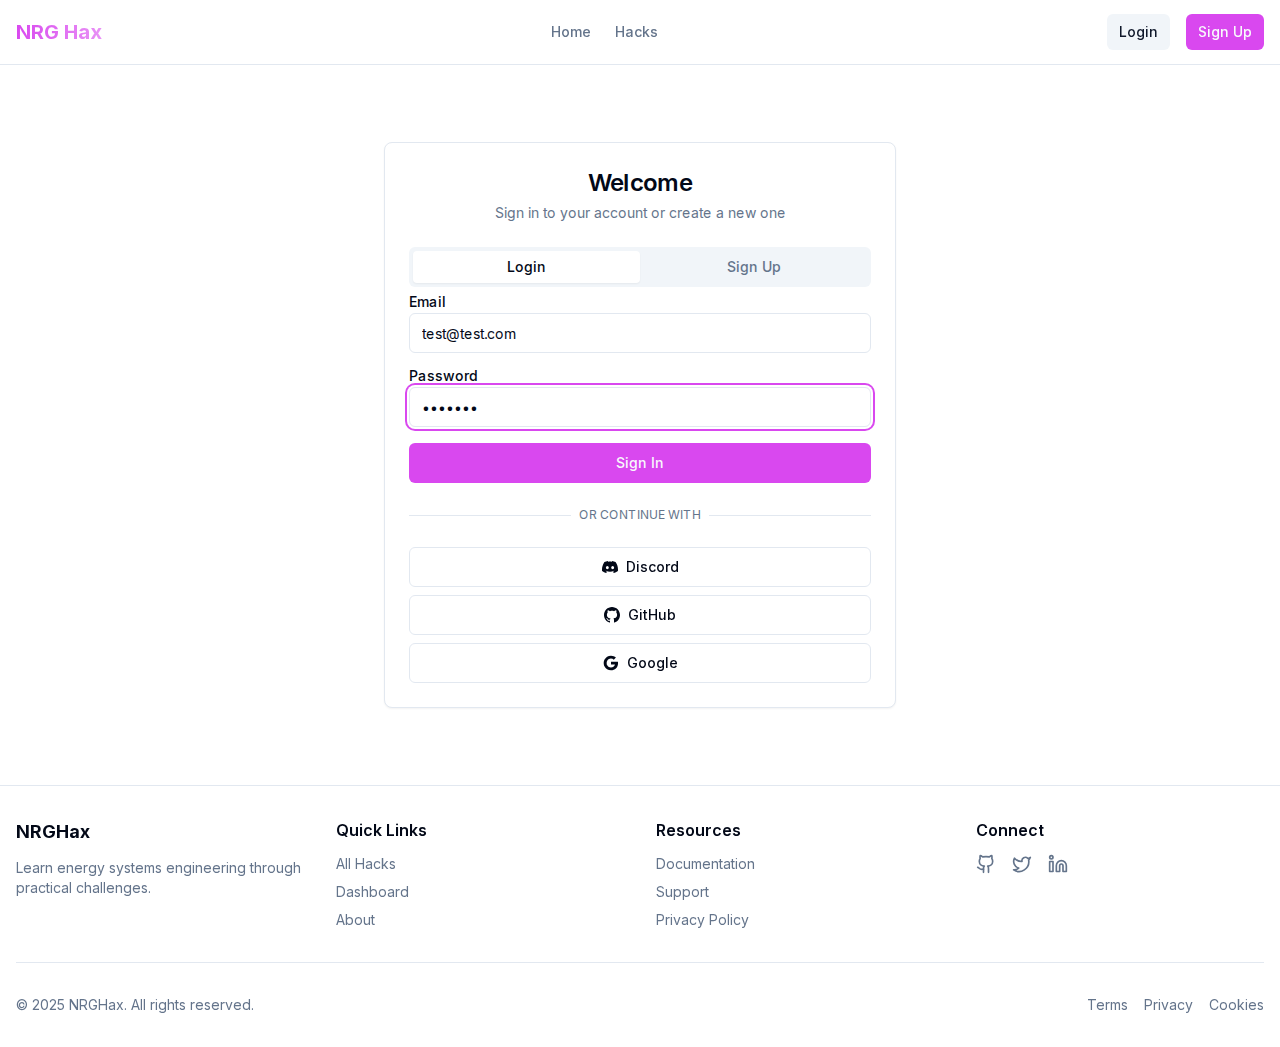 NRG Hax
Home
Hacks
Login
Sign Up
Welcome
Sign in to your account or create a new one
Login
Sign Up
Email
test@test.com
Password
•••••••
Sign In
OR CONTINUE WITH
Discord
GitHub
Google
NRGHax
Learn energy systems engineering through
practical challenges.
Quick Links
All Hacks
Dashboard
About
Resources
Documentation
Support
Privacy Policy
Connect
© 2025 NRGHax. All rights reserved.
Terms
Privacy
Cookies